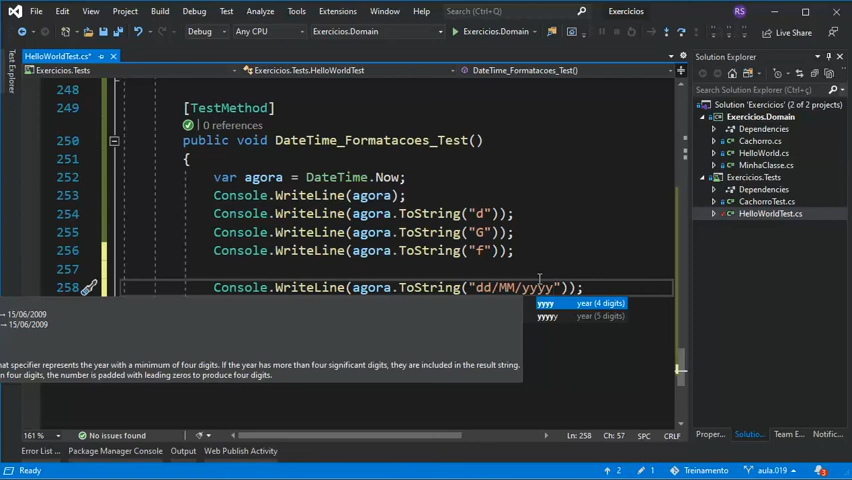 File Edit View Git Project Build Debug Test Analyze Tools Extensions Window Help Search (Ctrl+Q) Exercicios RS
Debug Any CPU Exercicios.Domain Exercicios.Domain Live Share
Test Explorer
HelloWorldTest.cs*
Exercicios.Tests Exercicios.Tests.HelloWorldTest DateTime_Formatacoes_Test()
248
249 [TestMethod]
0 references
250 public void DateTime_Formatacoes_Test()
251 {
252 var agora = DateTime.Now;
253 Console.WriteLine(agora);
254 Console.WriteLine(agora.ToString("d"));
255 Console.WriteLine(agora.ToString("G"));
256 Console.WriteLine(agora.ToString("f"));
257
258 Console.WriteLine(agora.ToString("dd/MM/yyyy"));
yyyy year (4 digits)
yyyyy year (5 digits)
→ 15/06/2009
→ 15/06/2009
at specifier represents the year with a minimum of four digits. If the year has more than four significant digits, they are included in the result string.
n four digits, the number is padded with leading zeros to produce four digits.
161 % No issues found Ln: 258 Ch: 57 SPC CRLF
Error List ... Package Manager Console Output Web Publish Activity
Solution Explorer
Search Solution Explorer (Ctrl+ç)
Solution 'Exercicios' (2 of 2 projects)
Exercicios.Domain
Dependencies
Cachorro.cs
HelloWorld.cs
MinhaClasse.cs
Exercicios.Tests
Dependencies
CachorroTest.cs
HelloWorldTest.cs
Proper... Solutio... Team E... Notific...
Ready 2 1 Treinamento aula.019 3